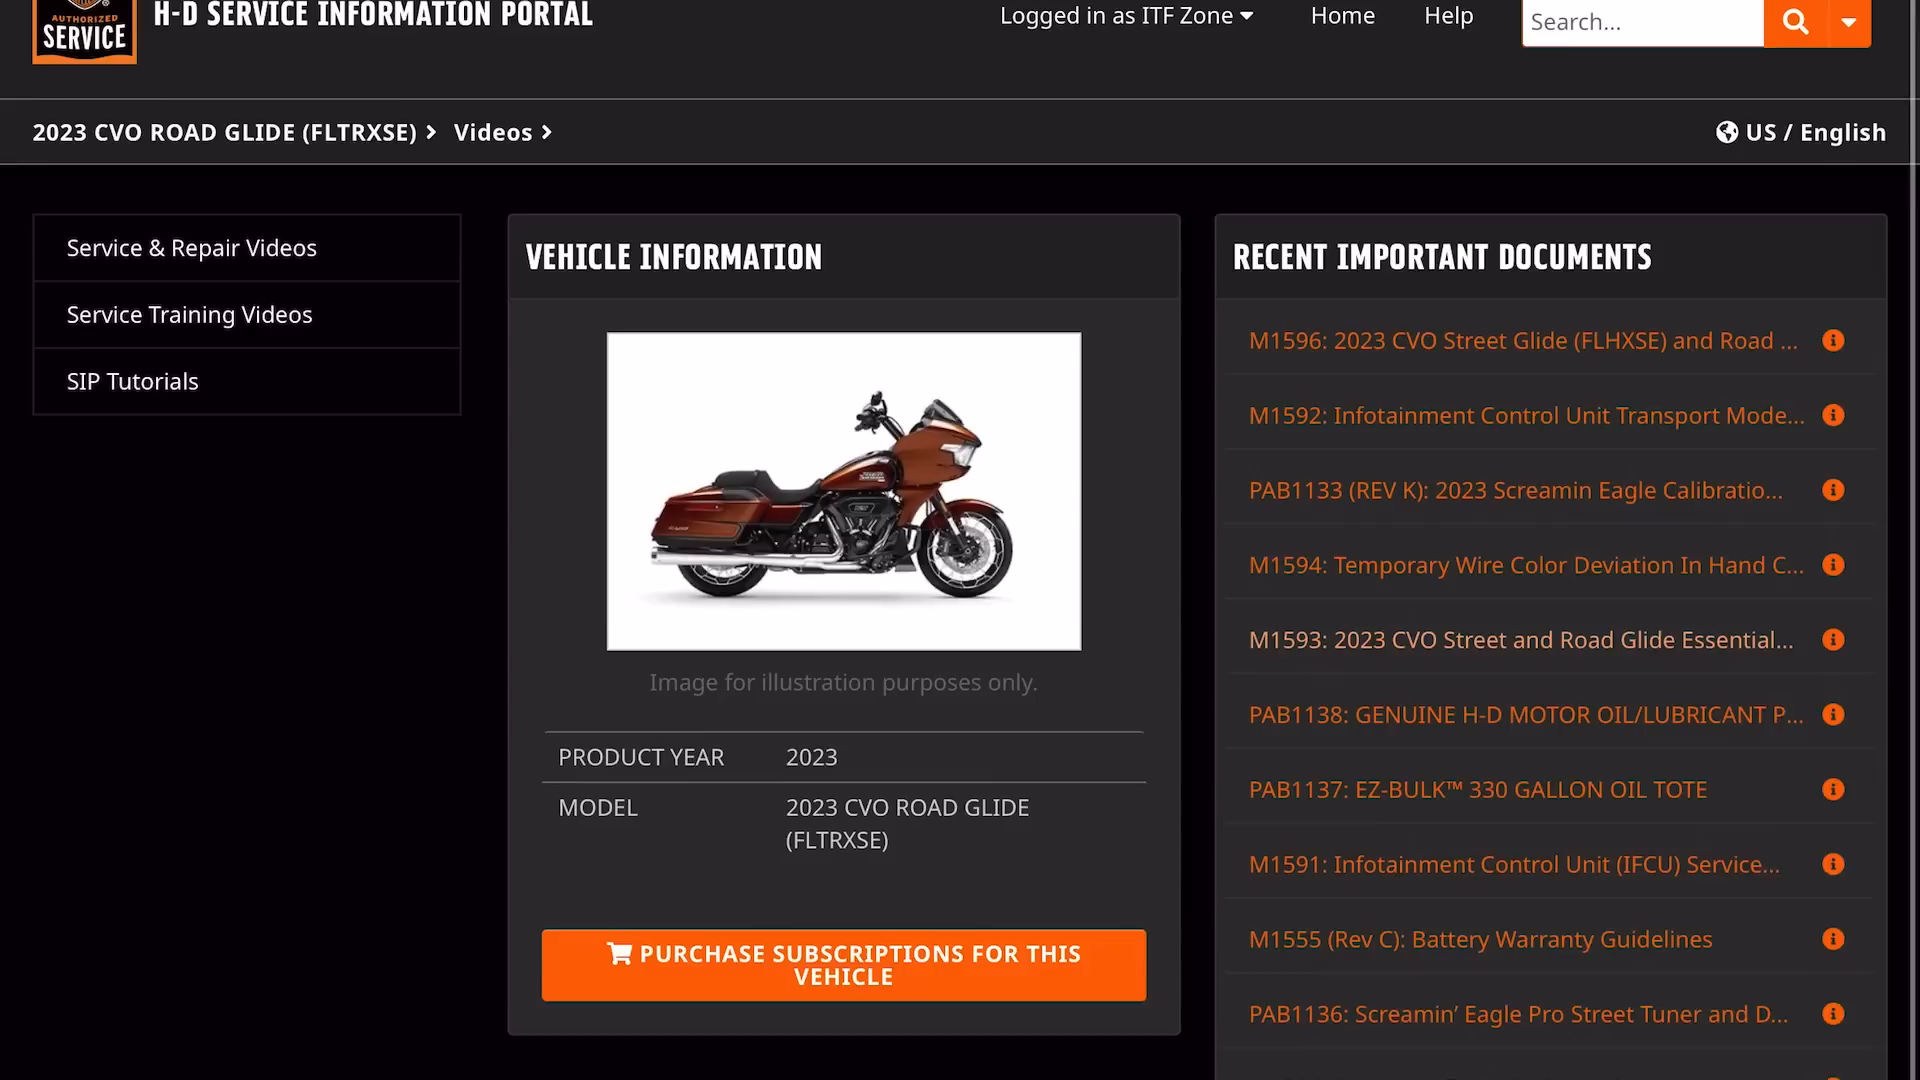 AUTHORIZED
SERVICE
H-D SERVICE INFORMATION PORTAL
Logged in as ITF Zone
Home
Help
Search...
2023 CVO ROAD GLIDE (FLTRXSE)
Videos
US / English
Service & Repair Videos
Service Training Videos
SIP Tutorials
VEHICLE INFORMATION
Image for illustration purposes only.
PRODUCT YEAR 2023
MODEL 2023 CVO ROAD GLIDE
(FLTRXSE)
PURCHASE SUBSCRIPTIONS FOR THIS
VEHICLE
RECENT IMPORTANT DOCUMENTS
M1596: 2023 CVO Street Glide (FLHXSE) and Road ...
M1592: Infotainment Control Unit Transport Mode...
PAB1133 (REV K): 2023 Screamin Eagle Calibratio...
M1594: Temporary Wire Color Deviation In Hand C...
M1593: 2023 CVO Street and Road Glide Essential...
PAB1138: GENUINE H-D MOTOR OIL/LUBRICANT P...
PAB1137: EZ-BULK™ 330 GALLON OIL TOTE
M1591: Infotainment Control Unit (IFCU) Service...
M1555 (Rev C): Battery Warranty Guidelines
PAB1136: Screamin’ Eagle Pro Street Tuner and D...